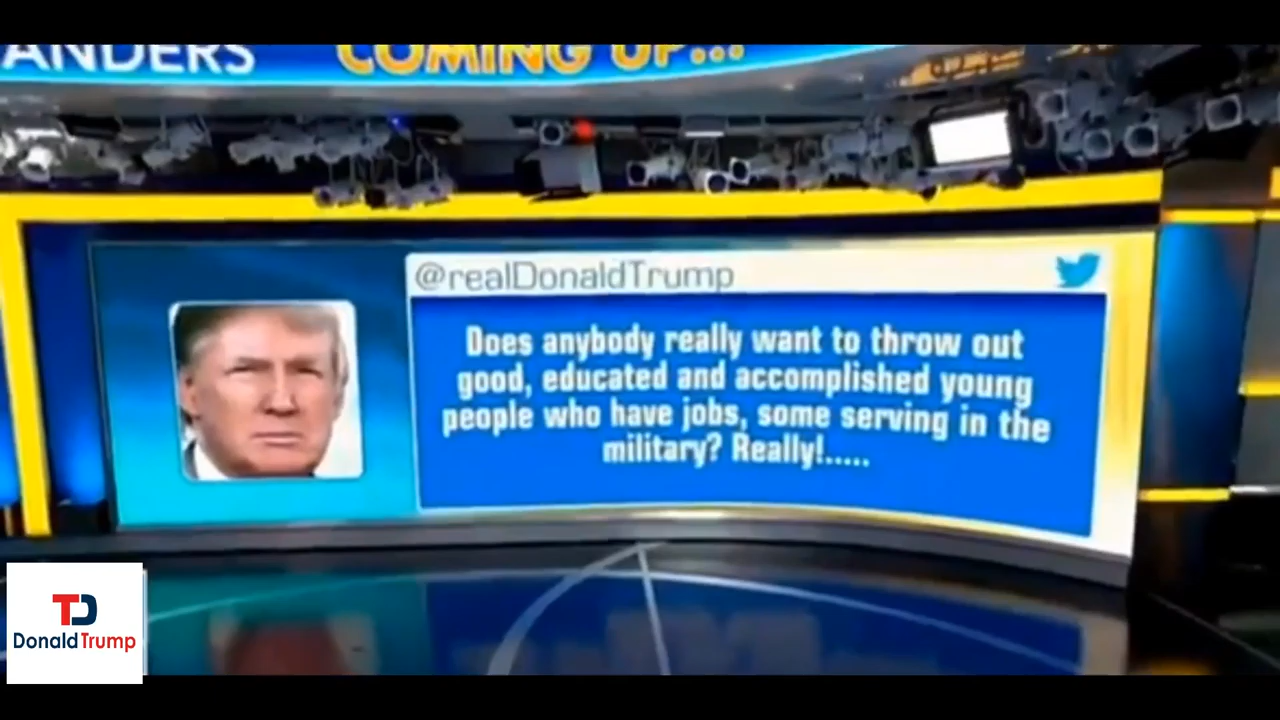 ANDERS COMING UP...
@realDonaldTrump
Does anybody really want to throw out
good, educated and accomplished young
people who have jobs, some serving in the
military? Really!.....
TD
DonaldTrump